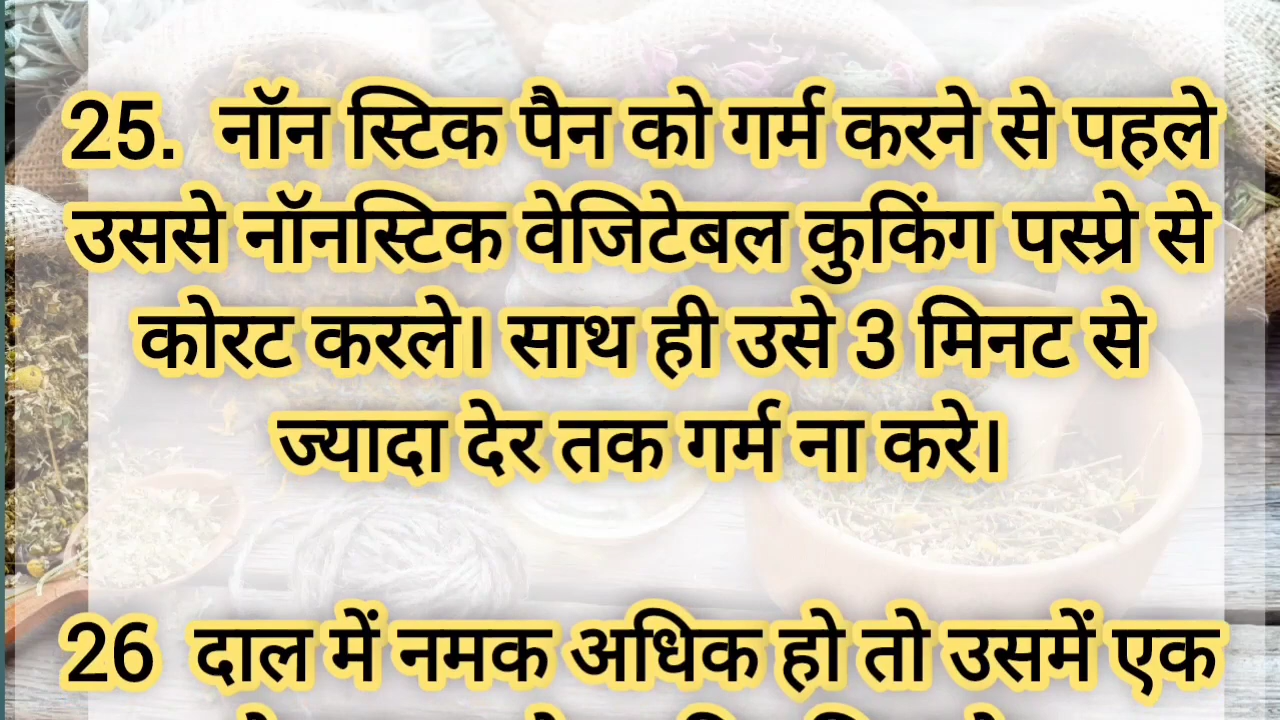 25. नॉन स्टिक पैन को गर्म करने से पहले
उससे नॉनस्टिक वेजिटेबल कुकिंग पस्प्रे से
कोरट करले। साथ ही उसे 3 मिनट से
ज्यादा देर तक गर्म ना करे।
26 दाल में नमक अधिक हो तो उसमें एक